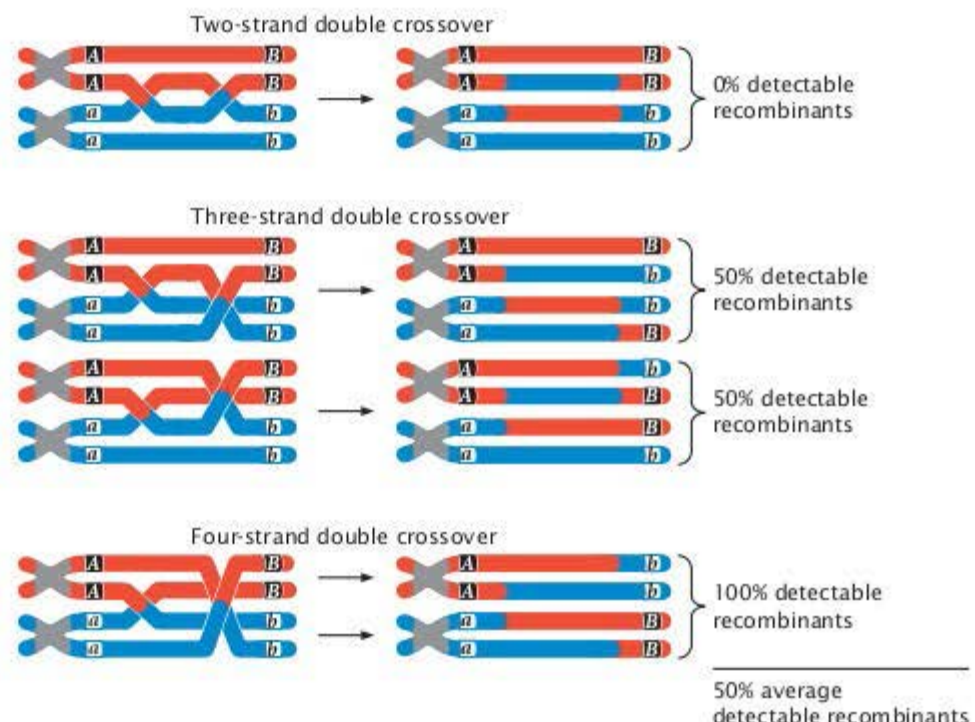 Two-strand double crossover
A B A B
A B A B
0% detectable
recombinants
a b a b
a b a b
Three-strand double crossover
A B A B
A B A b
50% detectable
recombinants
a b a b
a b a B
A B A b
A B A B
50% detectable
recombinants
a b a B
a b a b
Four-strand double crossover
A B A b
A B A b
100% detectable
recombinants
a b a B
a b a B
50% average
detectable recombinants